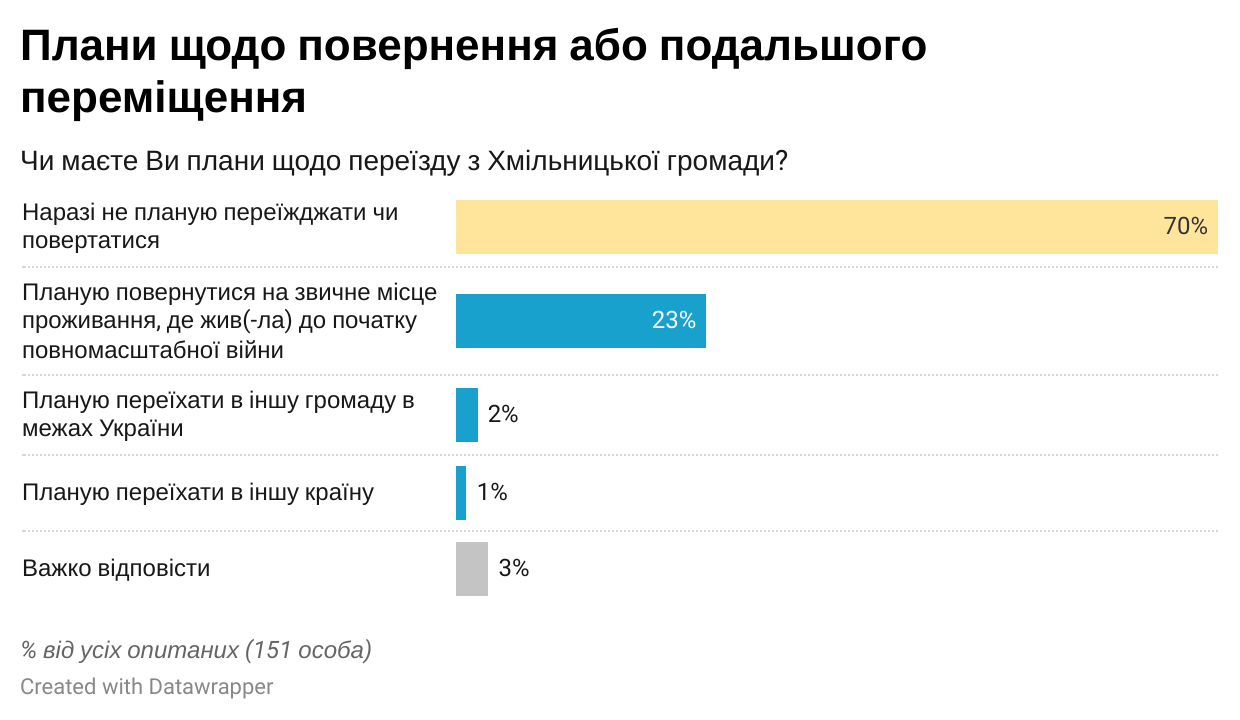 Плани щодо повернення або подальшого
переміщення
Чи маєте Ви плани щодо переїзду з Хмільницької громади?
Наразі не планую переїжджати чи
повертатися
70%
Планую повернутися на звичне місце
проживання, де жив(-ла) до початку
повномасштабної війни
23%
Планую переїхати в іншу громаду в
межах України
2%
Планую переїхати в іншу країну
1%
Важко відповісти
3%
% від усіх опитаних (151 особа)
Created with Datawrapper